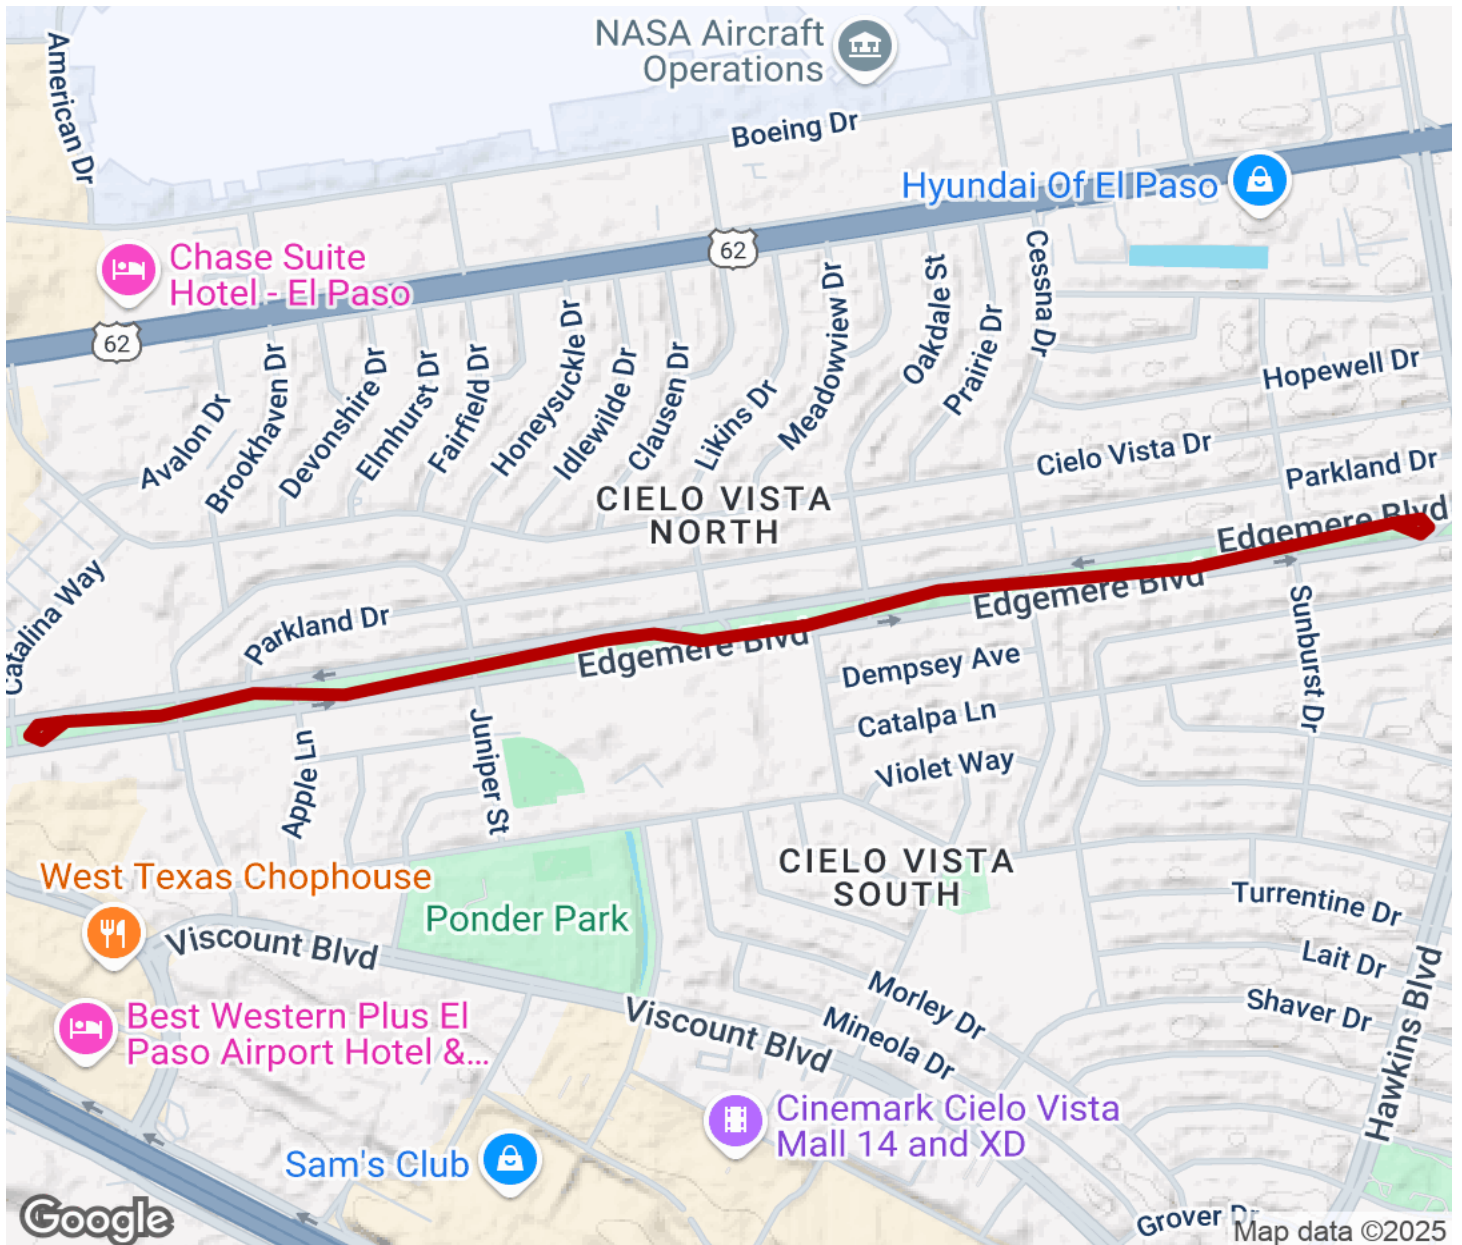 NASA Aircraft
Operations
American Dr
Boeing Dr
Hyundai Of El Paso
Chase Suite
Hotel - El Paso
62
62
Cessna Dr
Meadowview Dr
Oakdale St
Prairie Dr
Honeysuckle Dr
Idlewilde Dr
Clausen Dr
Likins Dr
Avalon Dr
Brookhaven Dr
Devonshire Dr
Elmhurst Dr
Fairfield Dr
Hopewell Dr
Cielo Vista Dr
Parkland Dr
CIELO VISTA
NORTH
Edgemere Blvd
Catalina Way
Parkland Dr
Edgemere Blvd
Edgemere Blvd
Sunburst Dr
Dempsey Ave
Catalpa Ln
Violet Way
Apple Ln
Juniper St
West Texas Chophouse
CIELO VISTA
SOUTH
Ponder Park
Turrentine Dr
Viscount Blvd
Lait Dr
Shaver Dr
Hawkins Blvd
Best Western Plus El
Paso Airport Hotel &...
Viscount Blvd
Morley Dr
Mineola Dr
Cinemark Cielo Vista
Mall 14 and XD
Sam's Club
Grover Dr
Google
Map data ©2025